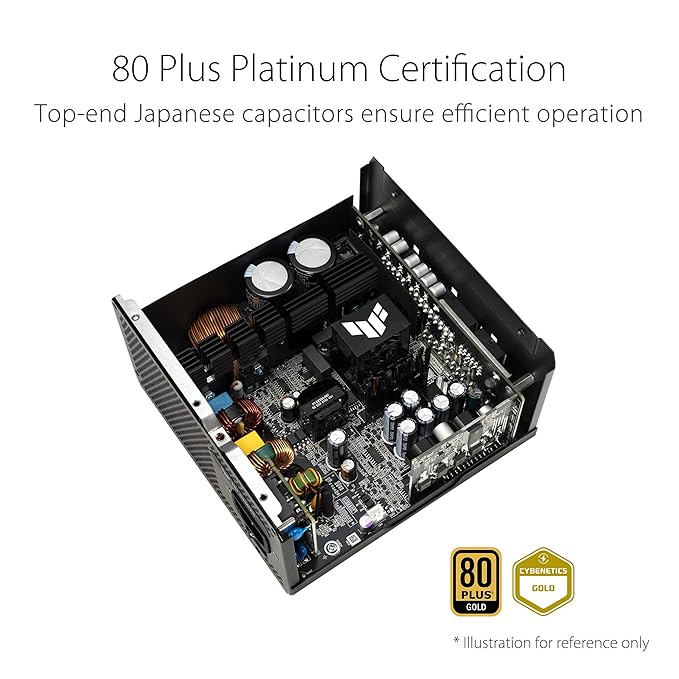 80 Plus Platinum Certification
Top-end Japanese capacitors ensure efficient operation
80
PLUS®
GOLD
CYBENETICS
GOLD
* Illustration for reference only